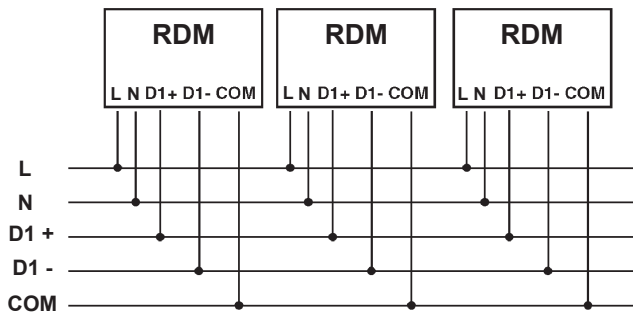 RDM RDM RDM
L N D1+ D1- COM L N D1+ D1- COM L N D1+ D1- COM
L
N
D1 +
D1 -
COM